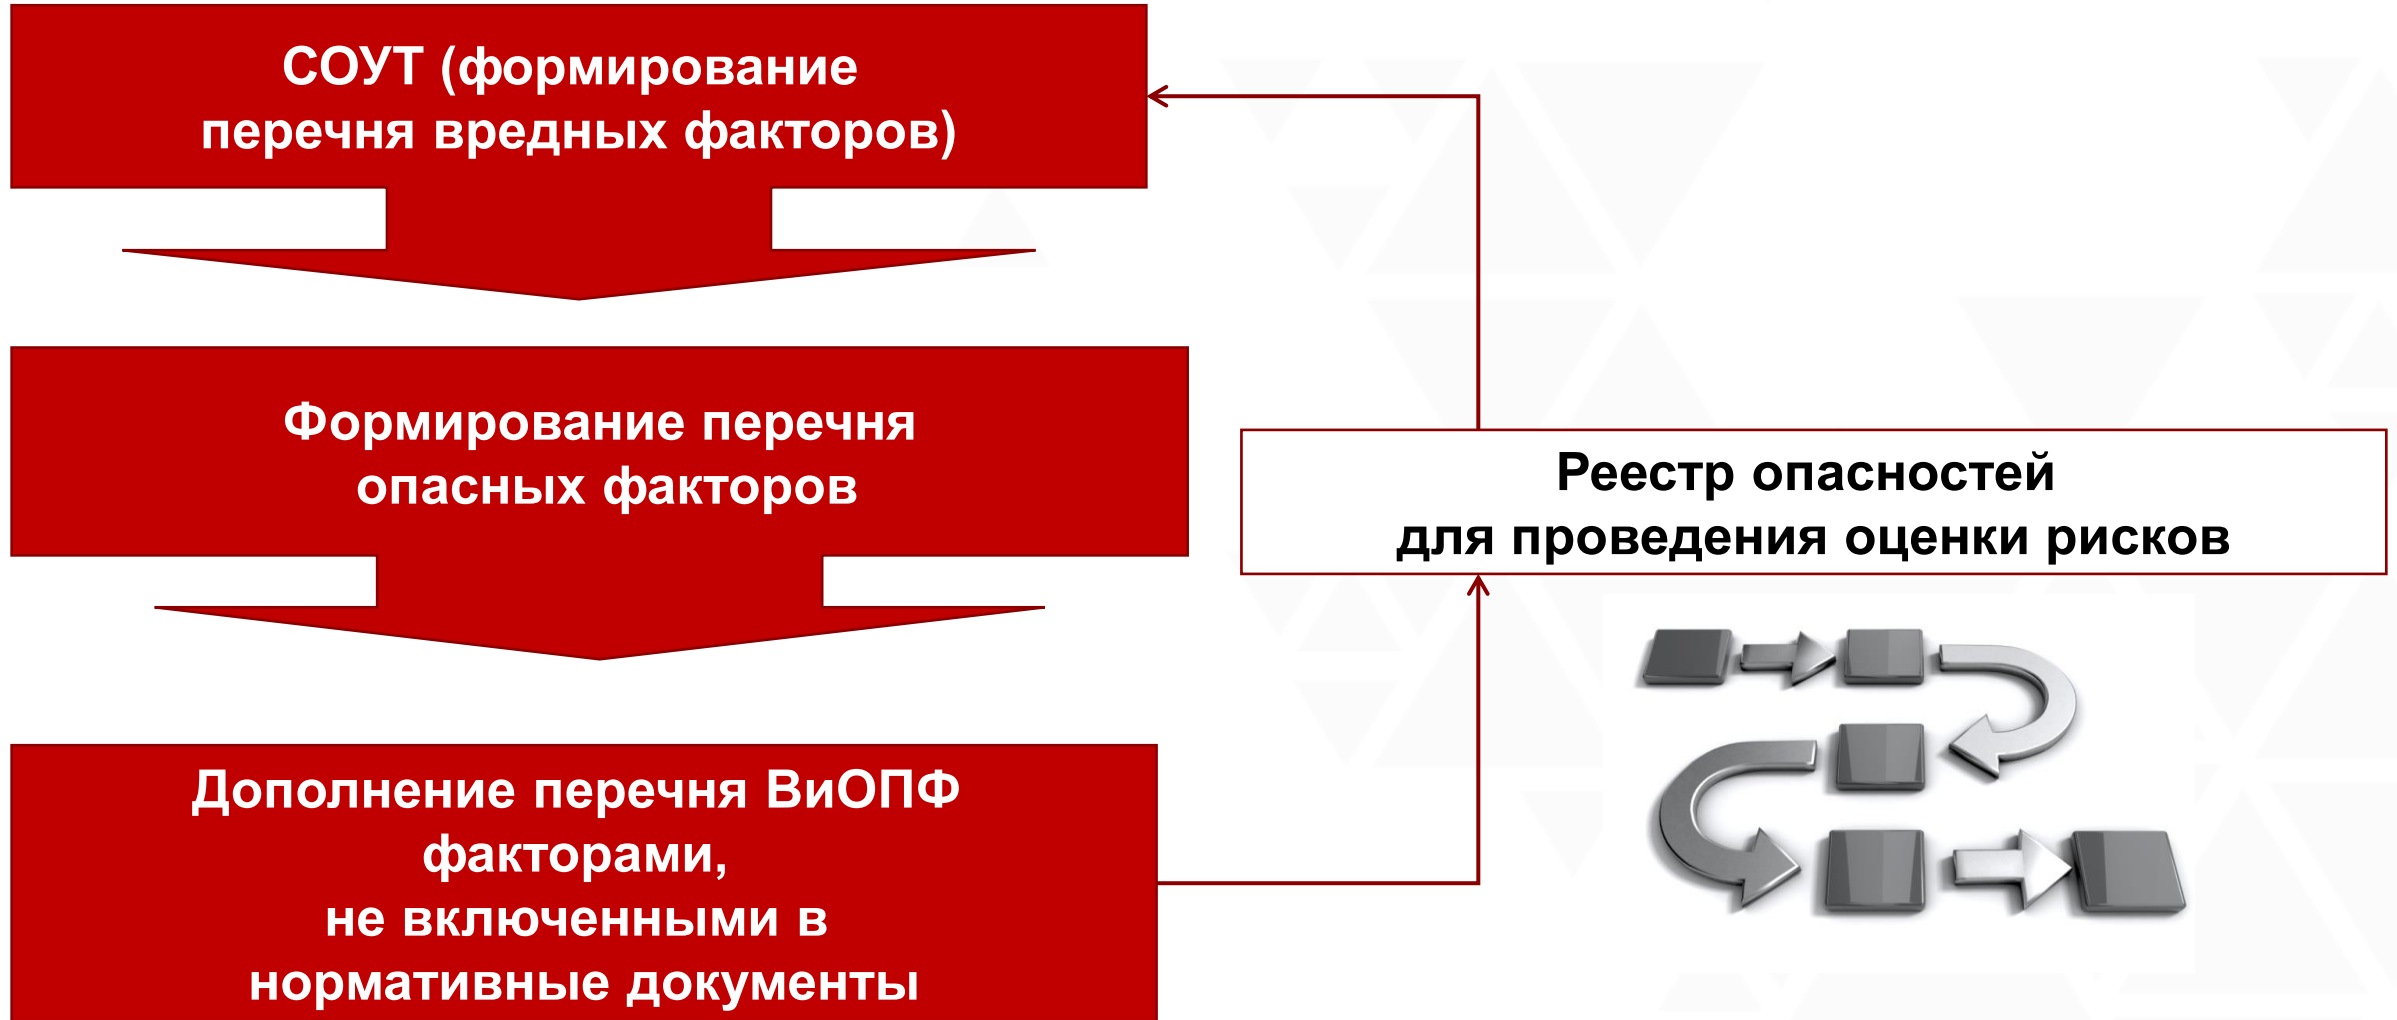 СОУТ (формирование
перечня вредных факторов)
Формирование перечня
опасных факторов
Дополнение перечня ВиОПФ
факторами,
не включенными в
нормативные документы
Реестр опасностей
для проведения оценки рисков